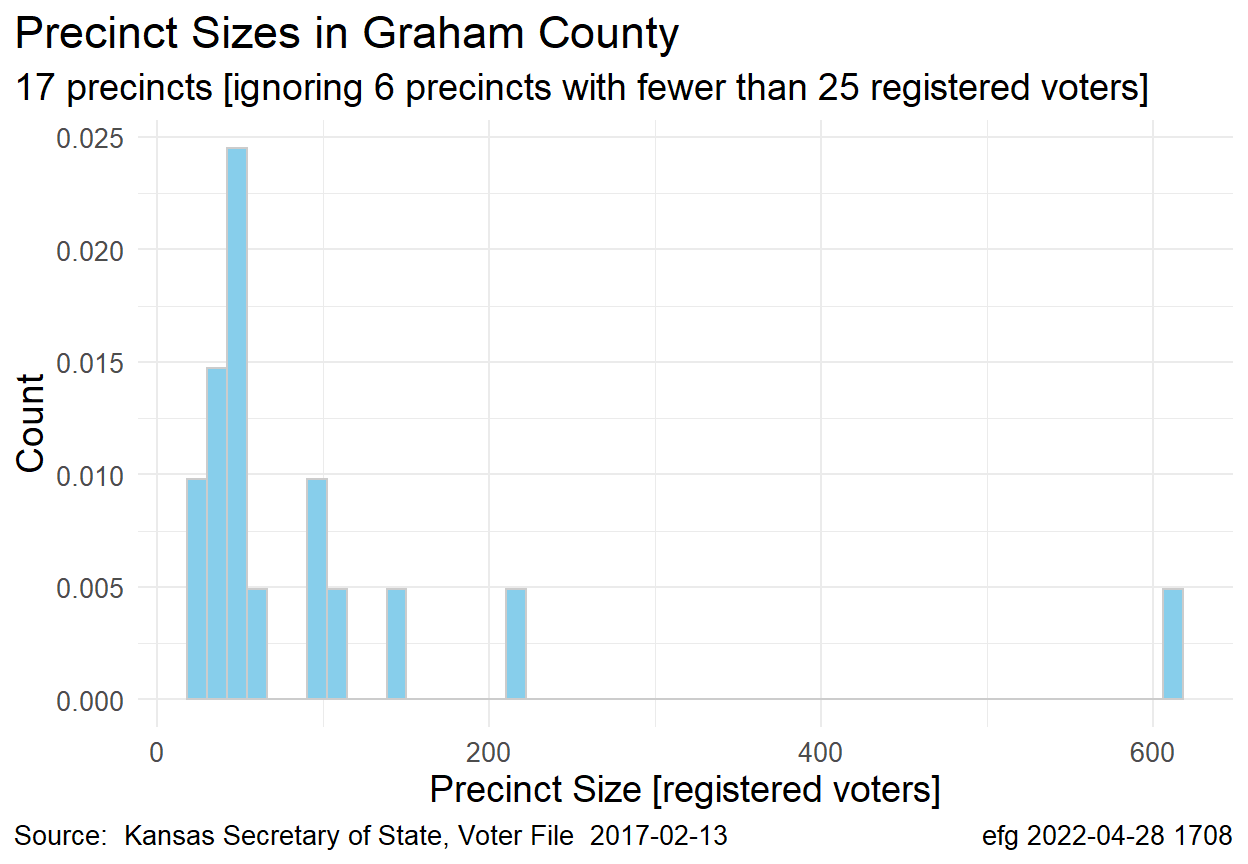 Precinct Sizes in Graham County
17 precincts [ignoring 6 precincts with fewer than 25 registered voters]
Count
0.025
0.020
0.015
0.010
0.005
0.000
0 200 400 600
Precinct Size [registered voters]
Source:  Kansas Secretary of State, Voter File  2017-02-13 efg 2022-04-28 1708